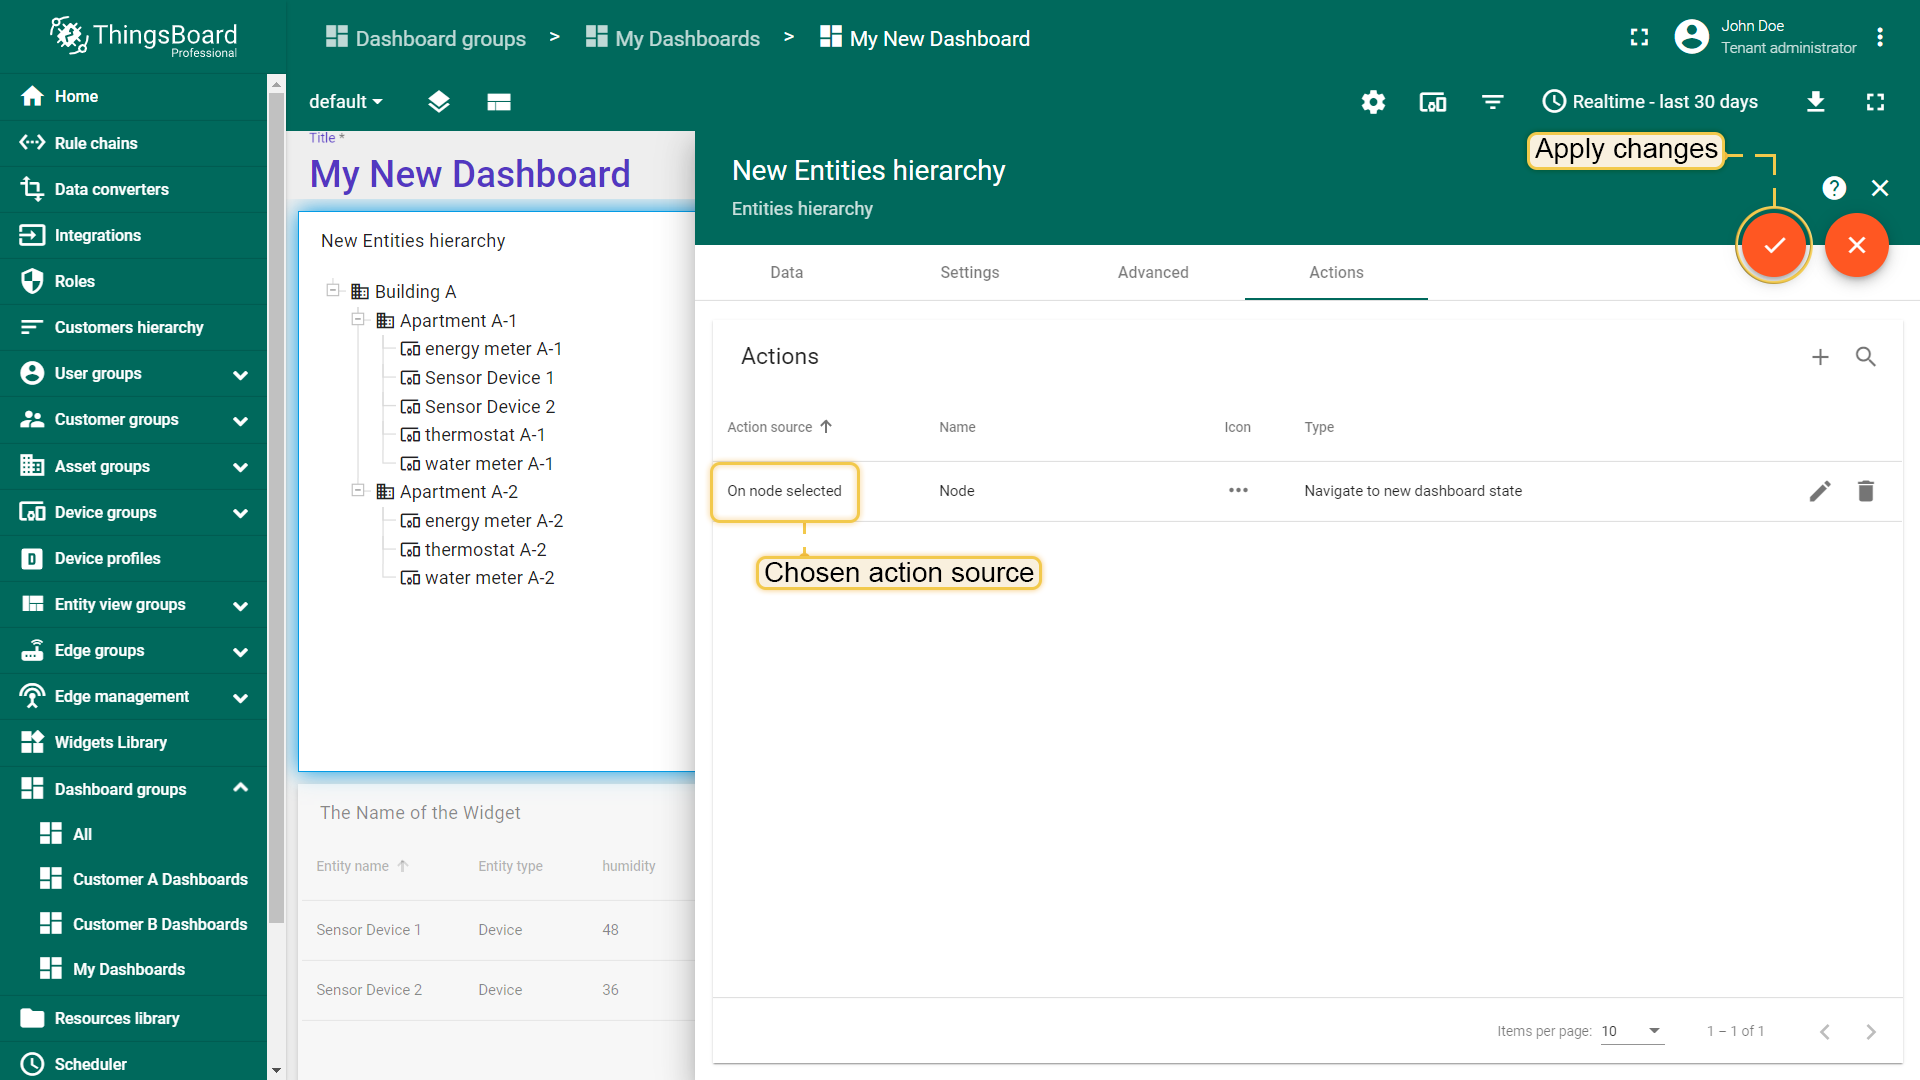 ThingsBoard
Professional
Dashboard groups > My Dashboards > My New Dashboard
John Doe
Tenant administrator
Home
Rule chains
Data converters
Integrations
Roles
Customers hierarchy
User groups
Customer groups
Asset groups
Device groups
Device profiles
Entity view groups
Edge groups
Edge management
Widgets Library
Dashboard groups
All
Customer A Dashboards
Customer B Dashboards
My Dashboards
Resources library
Scheduler
default
Realtime - last 30 days
Title *
My New Dashboard
New Entities hierarchy
Building A
Apartment A-1
energy meter A-1
Sensor Device 1
Sensor Device 2
thermostat A-1
water meter A-1
Apartment A-2
energy meter A-2
thermostat A-2
water meter A-2
The Name of the Widget
Entity name Entity type humidity
Sensor Device 1 Device 48
Sensor Device 2 Device 36
New Entities hierarchy
Entities hierarchy
Apply changes
Data Settings Advanced Actions
Actions
Action source Name Icon Type
On node selected Node Navigate to new dashboard state
Chosen action source
Items per page: 10 1 – 1 of 1